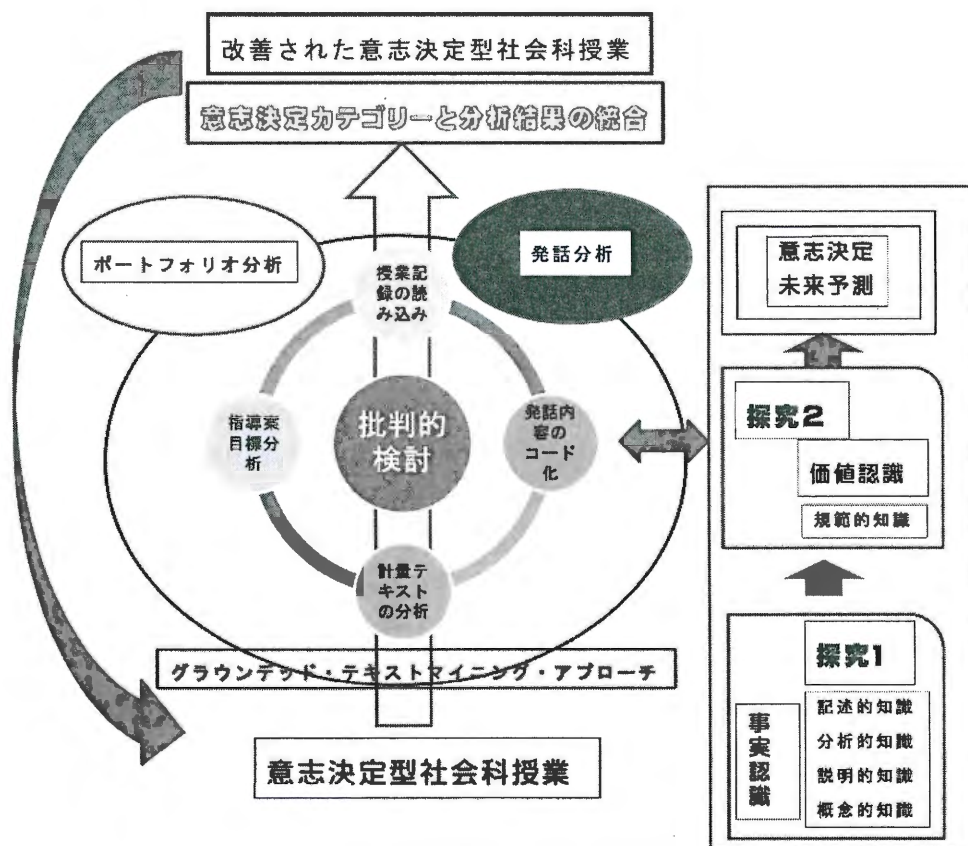 改善された意志決定型社会科授業
意志決定カテゴリーと分析結果の統合
ポートフォリオ分析
発話分析
授業記
録の読
み込み
指導案
目標分
析
批判的
検討
発話内
容の
コード
化
計量テ
キスト
の分析
グラウンデッド・テキストマイニング・アプローチ
意志決定型社会科授業
意志決定
未来予測
探究2
価値認識
規範的知識
探究1
事実認識
記述的知識
分析的知識
説明的知識
概念的知識